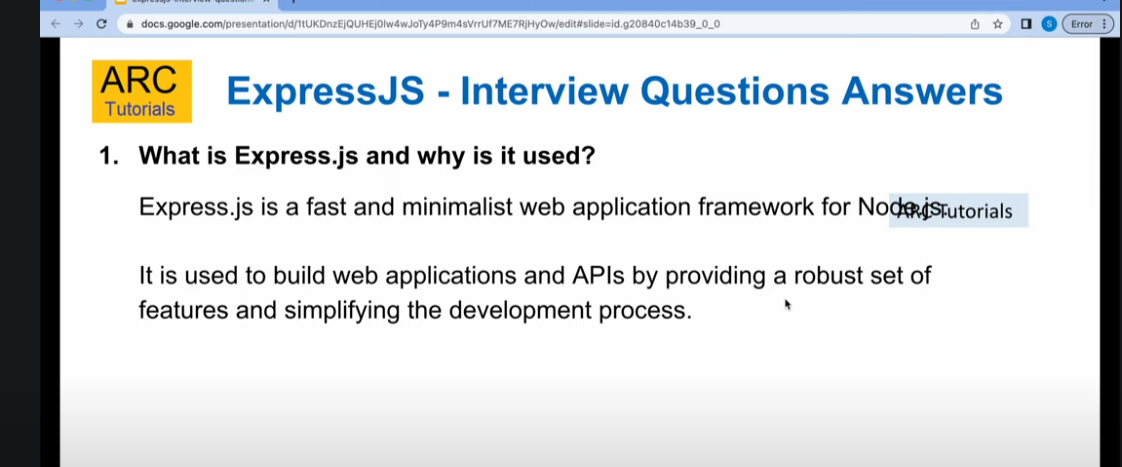 docs.google.com/presentation/d/1tUKDnzEjQUHEj0Iw4wJoTy4P9m4sVrrUf7ME7RjHyOw/edit#slide=id.g20840c14b39_0_0
S
Error
ARC
Tutorials
ExpressJS - Interview Questions Answers
1. What is Express.js and why is it used?
Express.js is a fast and minimalist web application framework for Node.js.
ARC Tutorials
It is used to build web applications and APIs by providing a robust set of
features and simplifying the development process.